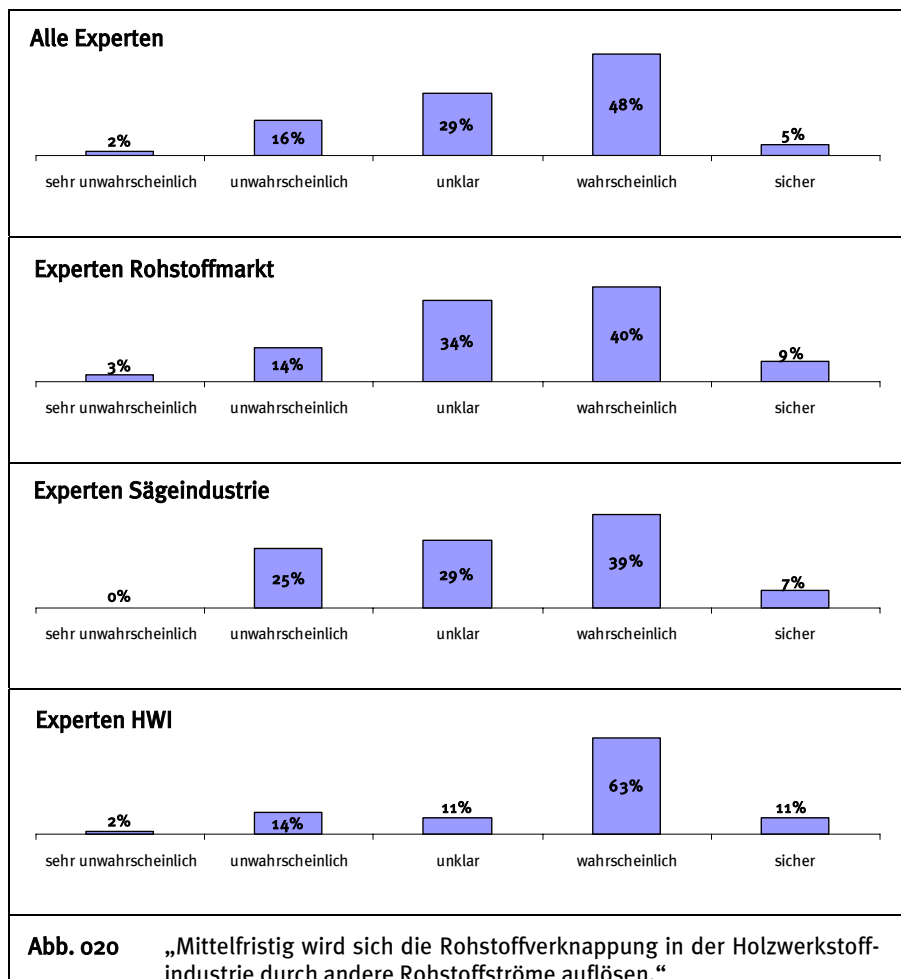 Alle Experten
2% 16% 29% 48% 5%
sehr unwahrscheinlich unwahrscheinlich unklar wahrscheinlich sicher
Experten Rohstoffmarkt
3% 14% 34% 40% 9%
sehr unwahrscheinlich unwahrscheinlich unklar wahrscheinlich sicher
Experten Sägeindustrie
0% 25% 29% 39% 7%
sehr unwahrscheinlich unwahrscheinlich unklar wahrscheinlich sicher
Experten HWI
2% 14% 11% 63% 11%
sehr unwahrscheinlich unwahrscheinlich unklar wahrscheinlich sicher
Abb. 020 „Mittelfristig wird sich die Rohstoffverknappung in der Holzwerkstoff-
industrie durch andere Rohstoffströme auflösen.“